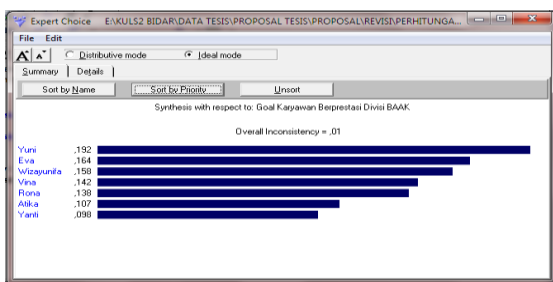 Expert Choice E:\KULS2 BIDAR\DATA TESIS\PROPOSAL TESIS\PROPOSAL\REVISI\PERHITUNGA...
File Edit
A A Distributive mode Ideal mode
Summary Details
Sort by Name Sort by Priority Unsort
Synthesis with respect to: Goal Karyawan Berprestasi Divisi BAAK
Overall Inconsistency = ,01
Yuni ,192
Eva ,164
Wizayunifa ,158
Vina ,142
Rona ,138
Atika ,107
Yanti ,098